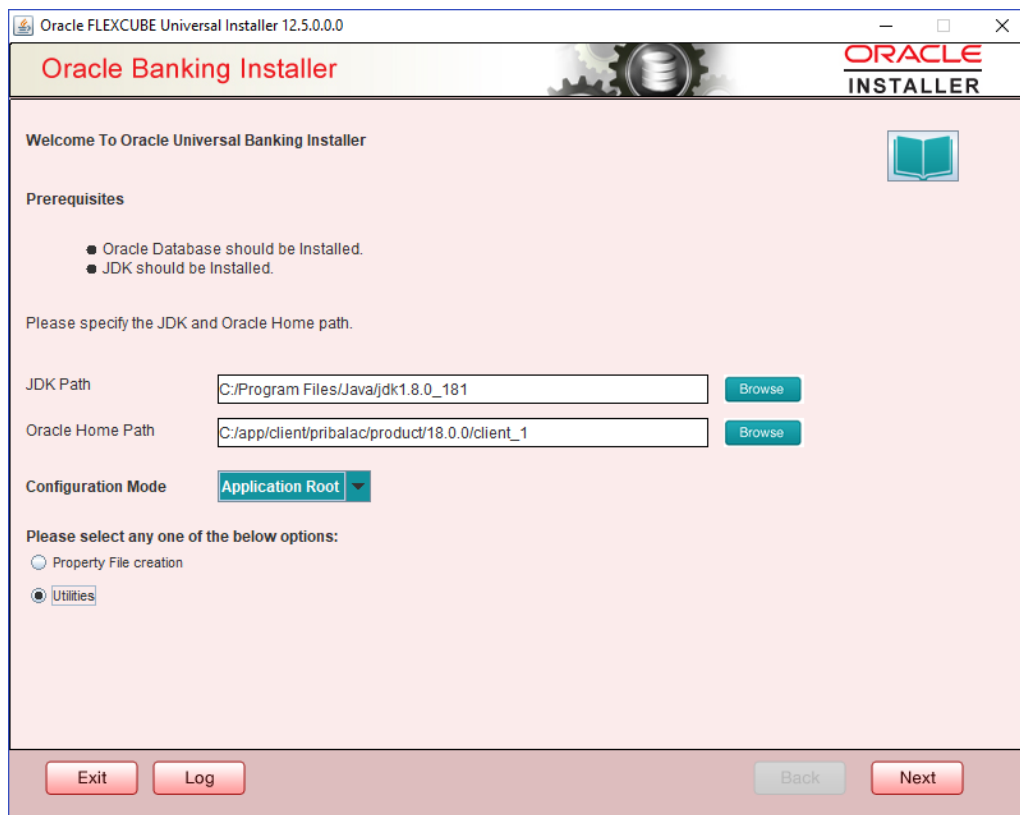 Oracle FLEXCUBE Universal Installer 12.5.0.0.0
Oracle Banking Installer
ORACLE
INSTALLER
Welcome To Oracle Universal Banking Installer
Prerequisites
Oracle Database should be Installed.
JDK should be Installed.
Please specify the JDK and Oracle Home path.
JDK Path C:/Program Files/Java/jdk1.8.0_181 Browse
Oracle Home Path C:/app/client/pribalac/product/18.0.0/client_1 Browse
Configuration Mode Application Root
Please select any one of the below options:
Property File creation
Utilities
Exit Log Back Next